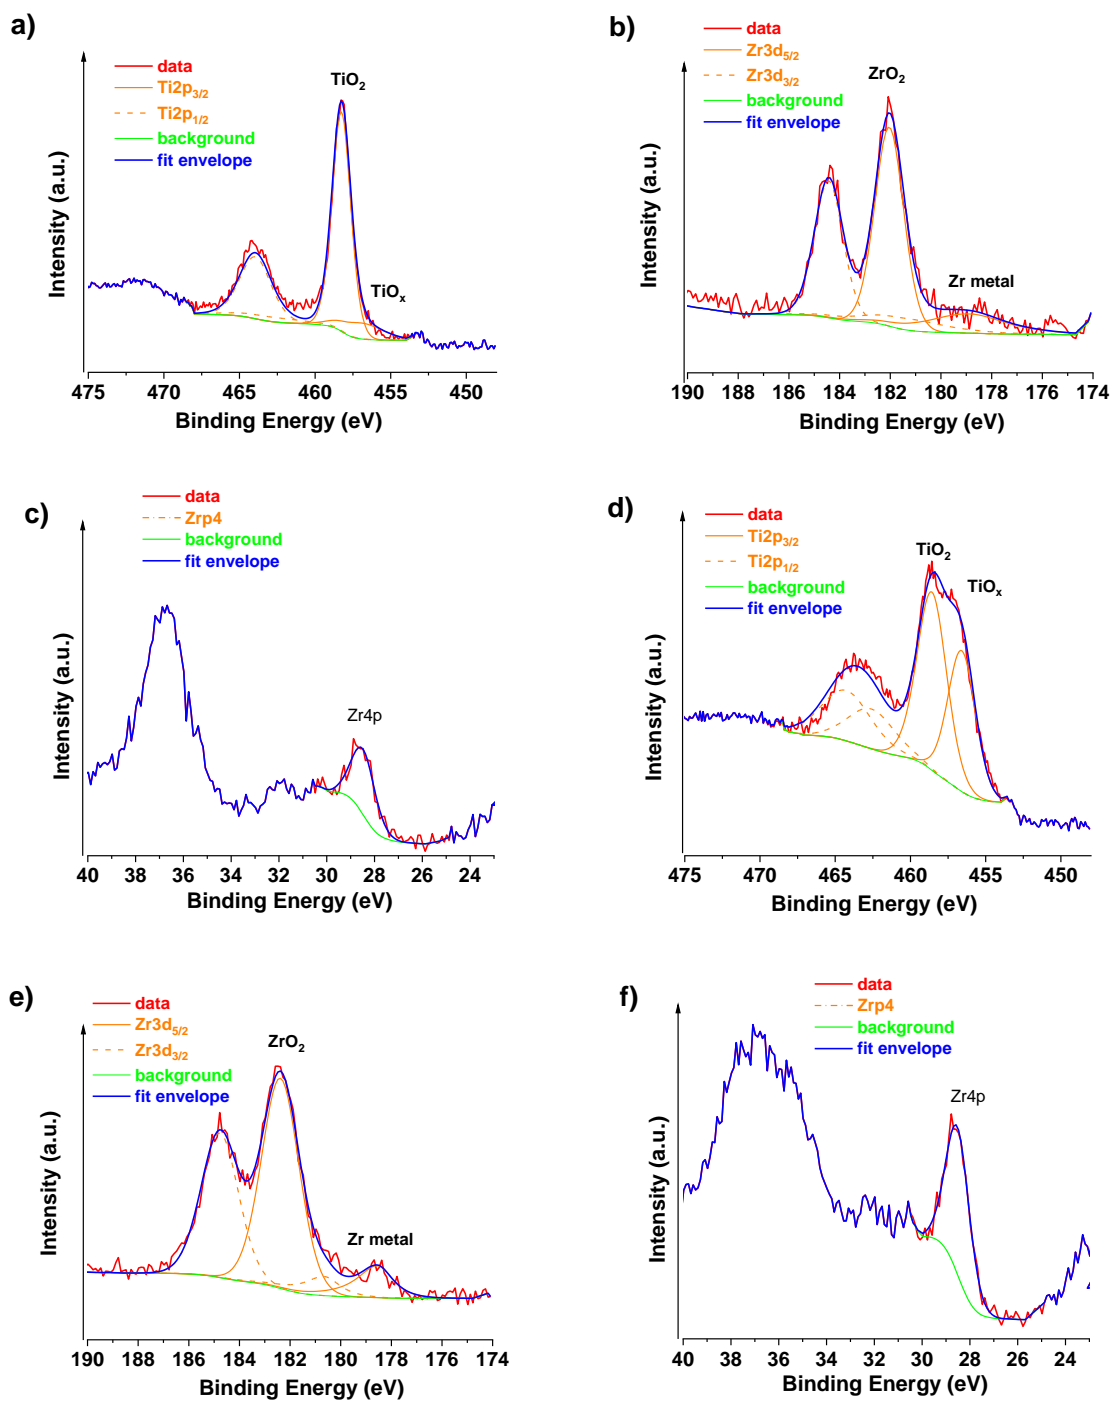 a)
data
Ti2p3/2
Ti2p1/2
background
fit envelope
TiO2
TiOx
Intensity (a.u.)
475 470 465 460 455 450
Binding Energy (eV)
b)
data
Zr3d5/2
Zr3d3/2
background
fit envelope
ZrO2
Zr metal
Intensity (a.u.)
190 188 186 184 182 180 178 176 174
Binding Energy (eV)
c)
data
Zrp4
background
fit envelope
Zr4p
Intensity (a.u.)
40 38 36 34 32 30 28 26 24
Binding Energy (eV)
d)
data
Ti2p3/2
Ti2p1/2
background
fit envelope
TiO2
TiOx
Intensity (a.u.)
475 470 465 460 455 450
Binding Energy (eV)
e)
data
Zr3d5/2
Zr3d3/2
background
fit envelope
ZrO2
Zr metal
Intensity (a.u.)
190 188 186 184 182 180 178 176 174
Binding Energy (eV)
f)
data
Zrp4
background
fit envelope
Zr4p
Intensity (a.u.)
40 38 36 34 32 30 28 26 24
Binding Energy (eV)